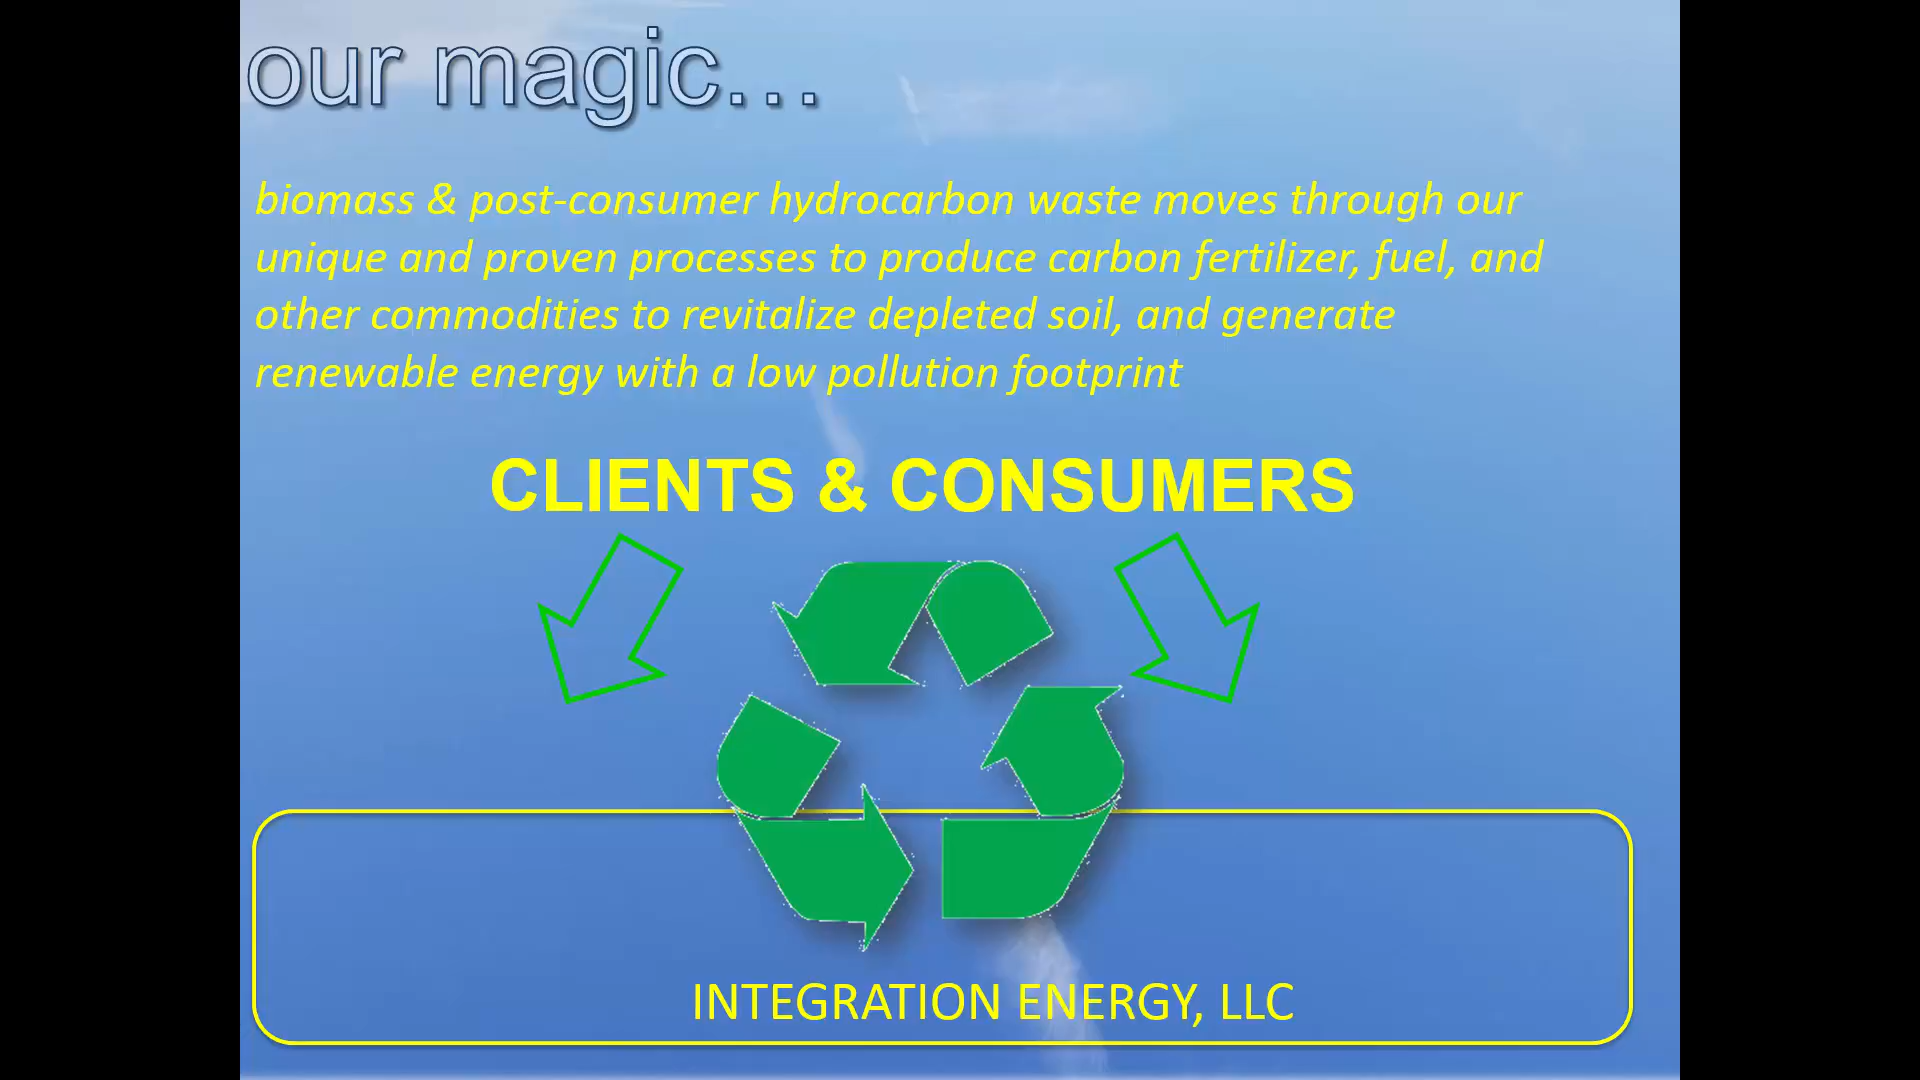 our magic...
biomass & post-consumer hydrocarbon waste moves through our
unique and proven processes to produce carbon fertilizer, fuel, and
other commodities to revitalize depleted soil, and generate
renewable energy with a low pollution footprint
CLIENTS & CONSUMERS
INTEGRATION ENERGY, LLC